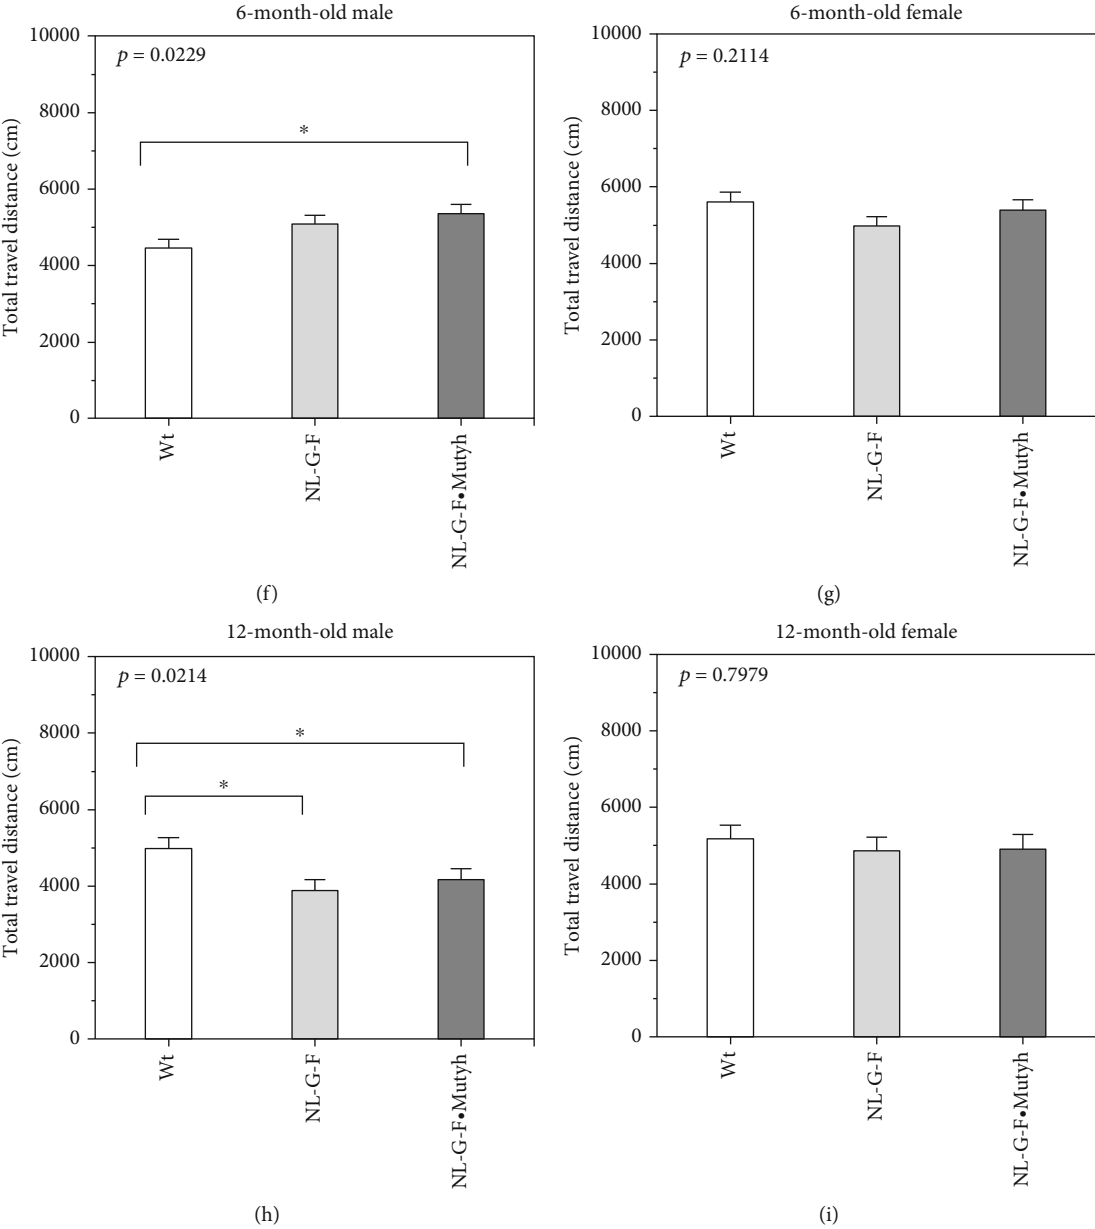 6-month-old male
10000
8000
6000
4000
2000
0
Total travel distance (cm)
p = 0.0229
*
Wt
NL-G-F
NL-G-F•Mutyh
(f)
6-month-old female
10000
8000
6000
4000
2000
0
Total travel distance (cm)
p = 0.2114
Wt
NL-G-F
NL-G-F•Mutyh
(g)
12-month-old male
10000
8000
6000
4000
2000
0
Total travel distance (cm)
p = 0.0214
*
*
Wt
NL-G-F
NL-G-F•Mutyh
(h)
12-month-old female
10000
8000
6000
4000
2000
0
Total travel distance (cm)
p = 0.7979
Wt
NL-G-F
NL-G-F•Mutyh
(i)